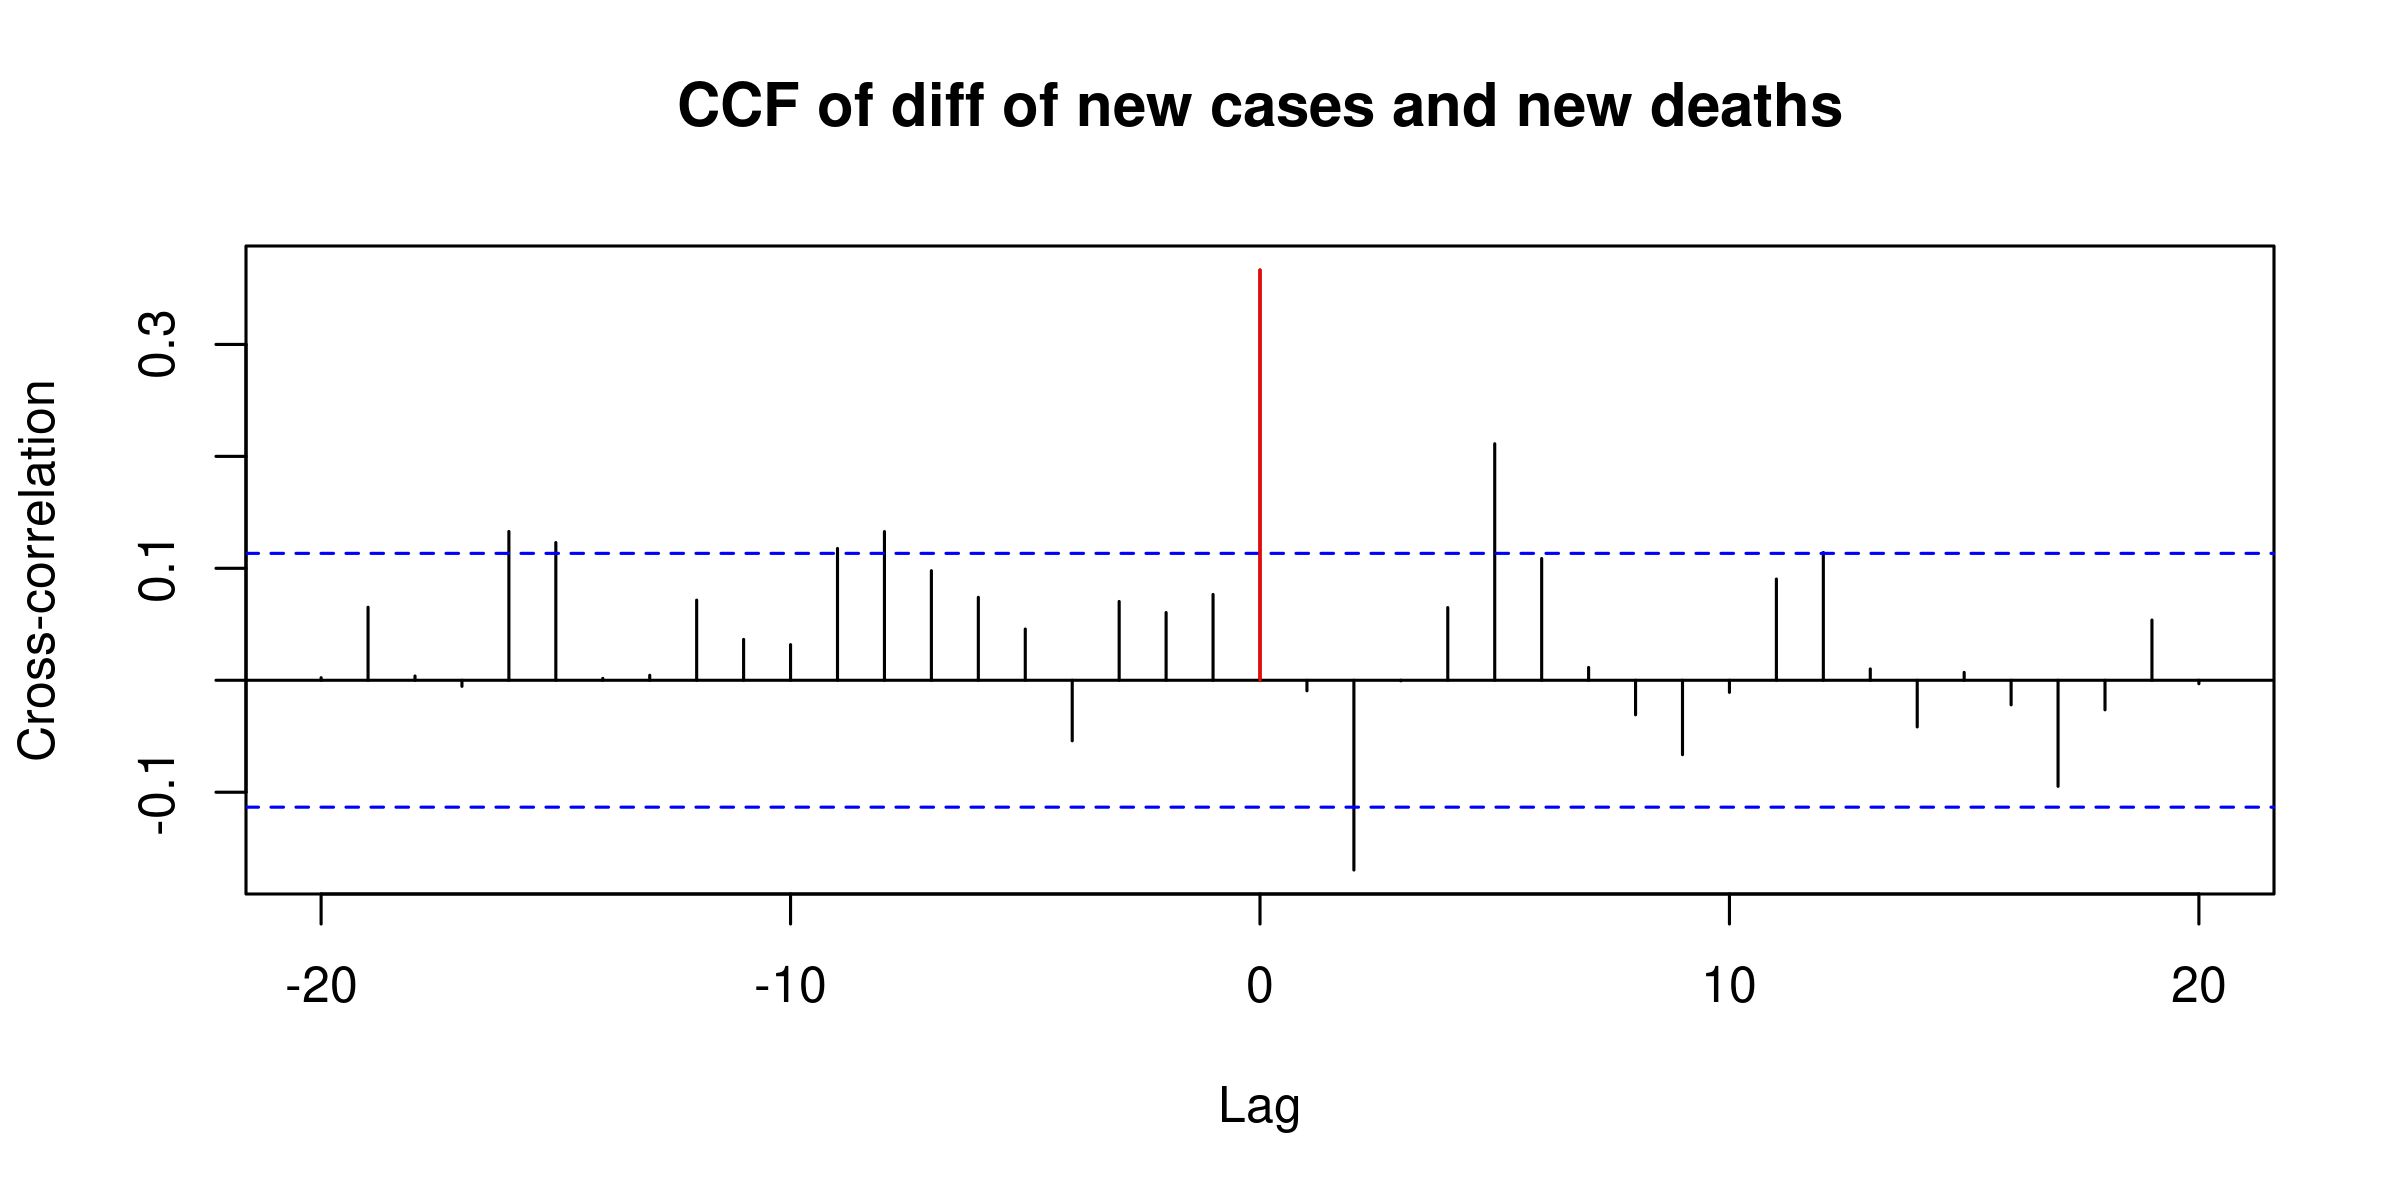 CCF of diff of new cases and new deaths
Cross-correlation
0.3
0.1
-0.1
-20
-10
0
10
20
Lag